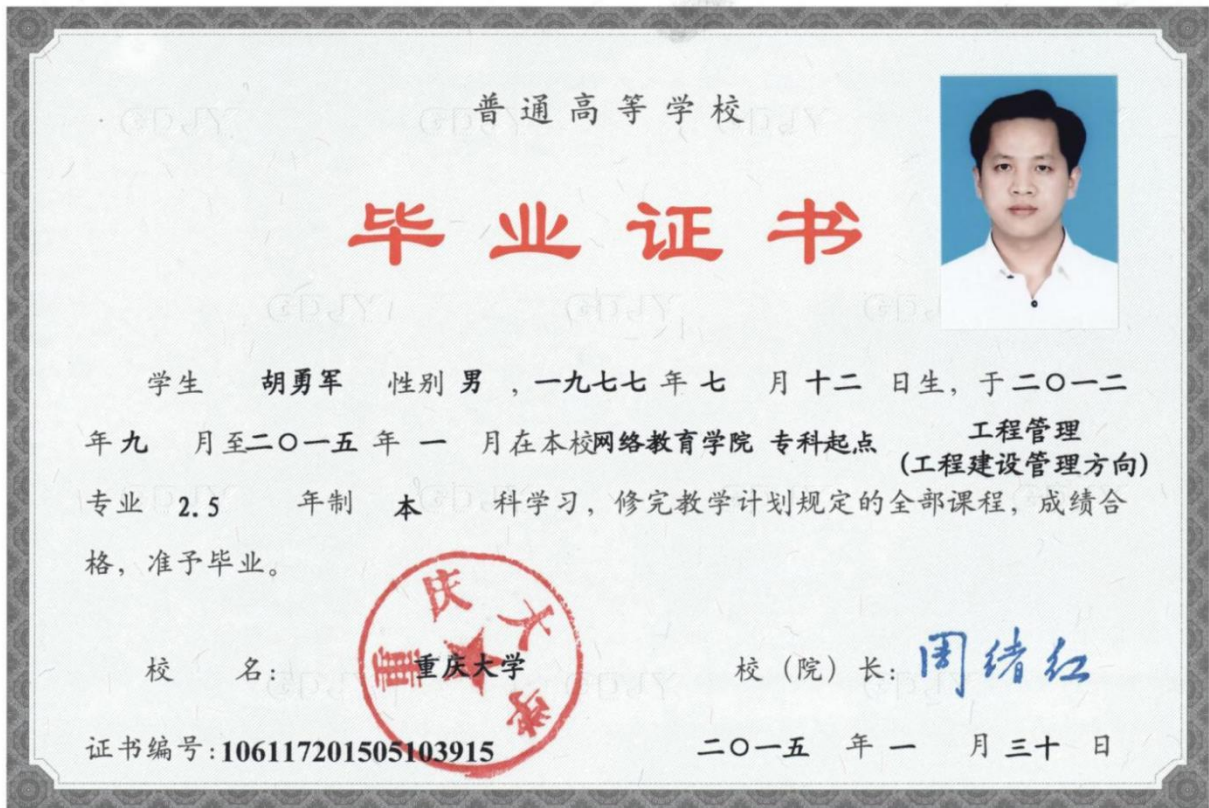 普通高等学校
毕业证书
学生 胡勇军 性别 男 ，一九七七 年 七 月 十二 日生，于 二〇一二
年 九 月至 二〇一五 年 一 月在本校 网络教育学院 专科起点 工程管理
(工程建设管理方向)
专业 2.5 年制 本 科学习，修完教学计划规定的全部课程，成绩合
格，准予毕业。
重庆大学
校 名： 重庆大学 校（院）长：周绪红
证书编号：106117201505103915 二〇一五 年 一 月 三十 日